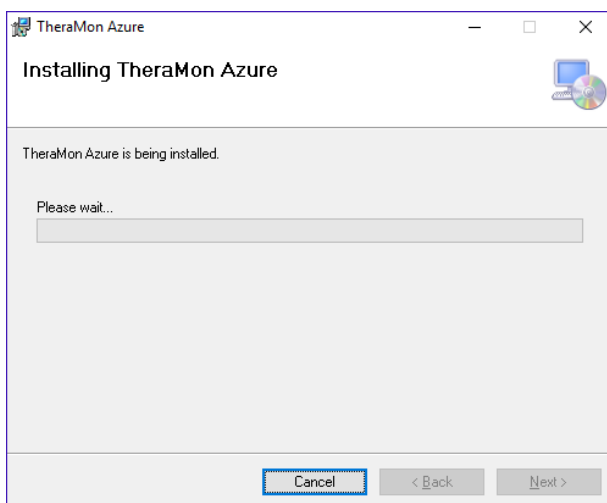 TheraMon Azure
Installing TheraMon Azure
TheraMon Azure is being installed.
Please wait...
Cancel
< Back
Next >